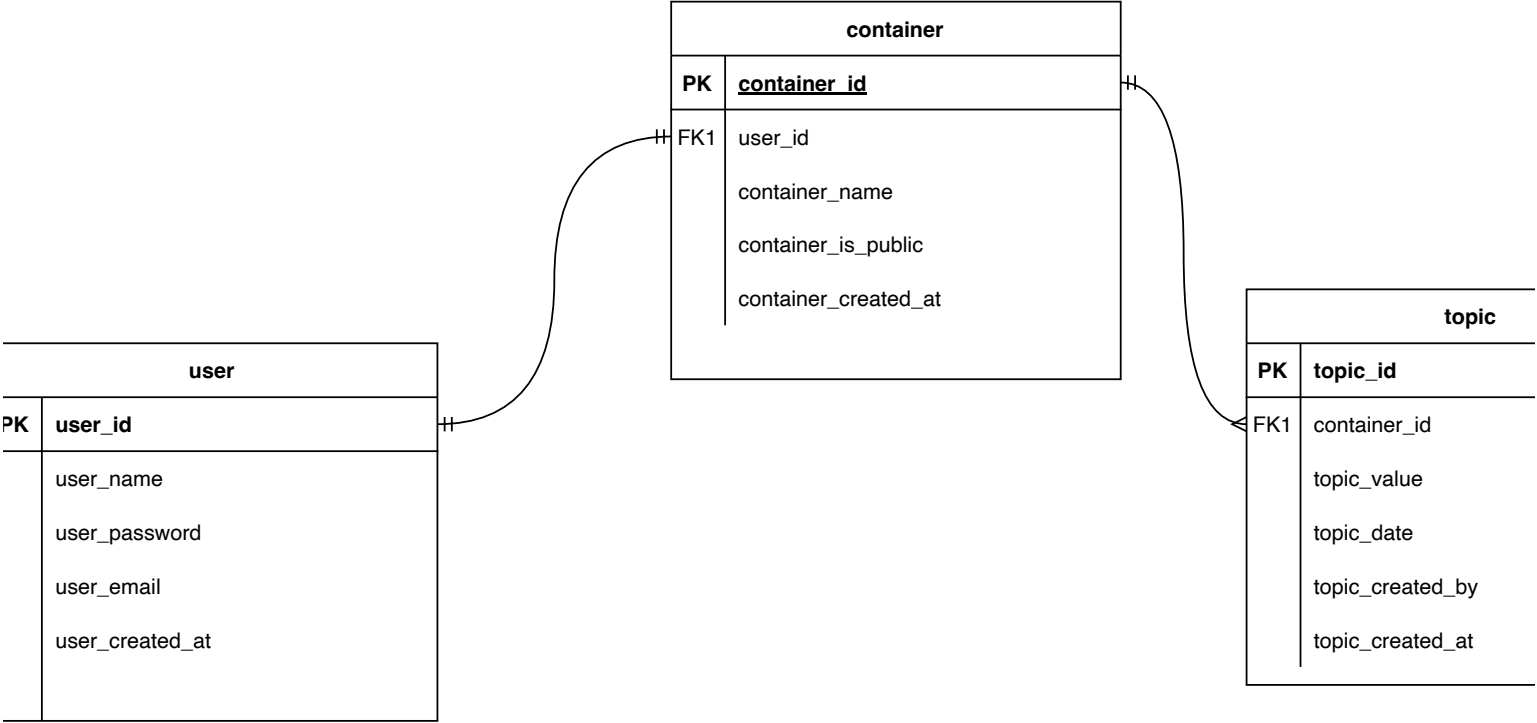 container
PK container_id
FK1 user_id
container_name
container_is_public
container_created_at
user
PK user_id
user_name
user_password
user_email
user_created_at
topic
PK topic_id
FK1 container_id
topic_value
topic_date
topic_created_by
topic_created_at